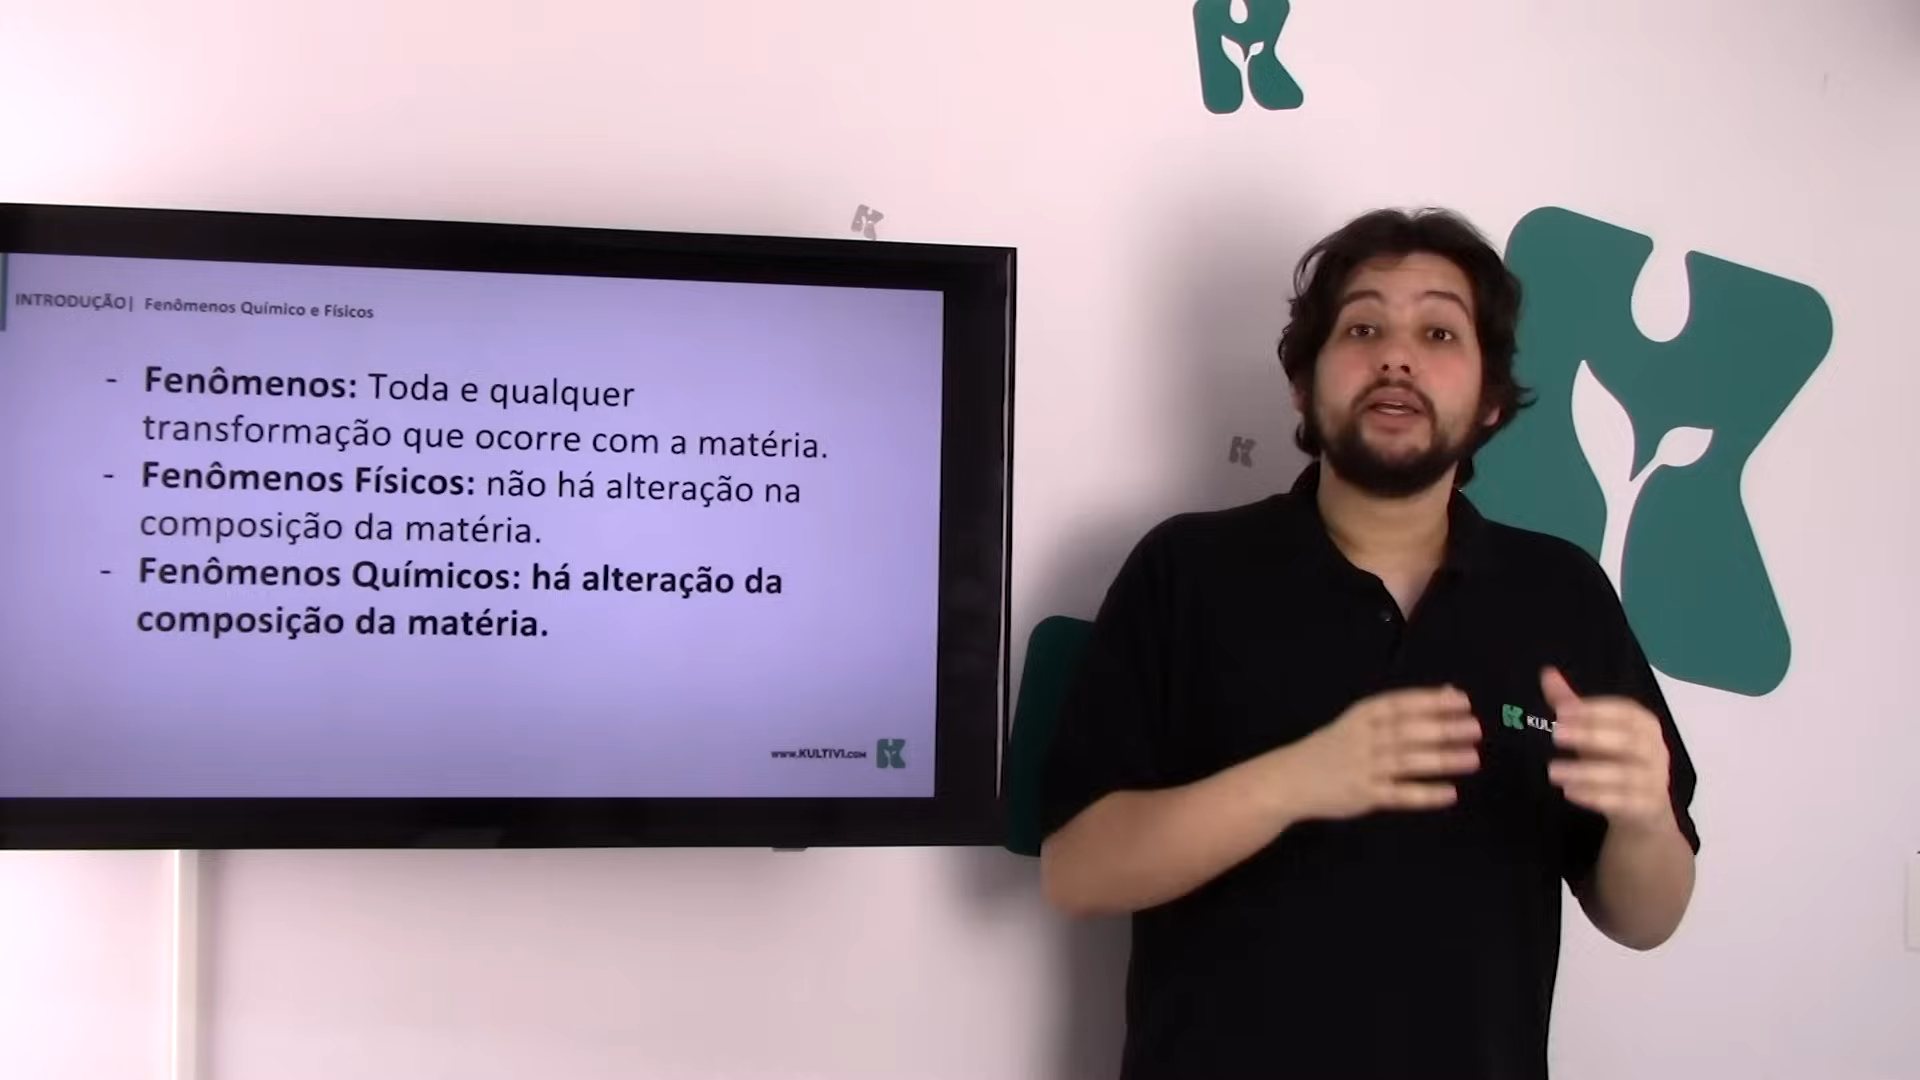 INTRODUÇÃO| Fenômenos Químico e Físicos
- Fenômenos: Toda e qualquer
transformação que ocorre com a matéria.
- Fenômenos Físicos: não há alteração na
composição da matéria.
- Fenômenos Químicos: há alteração da
composição da matéria.
www.KULTIVI.com